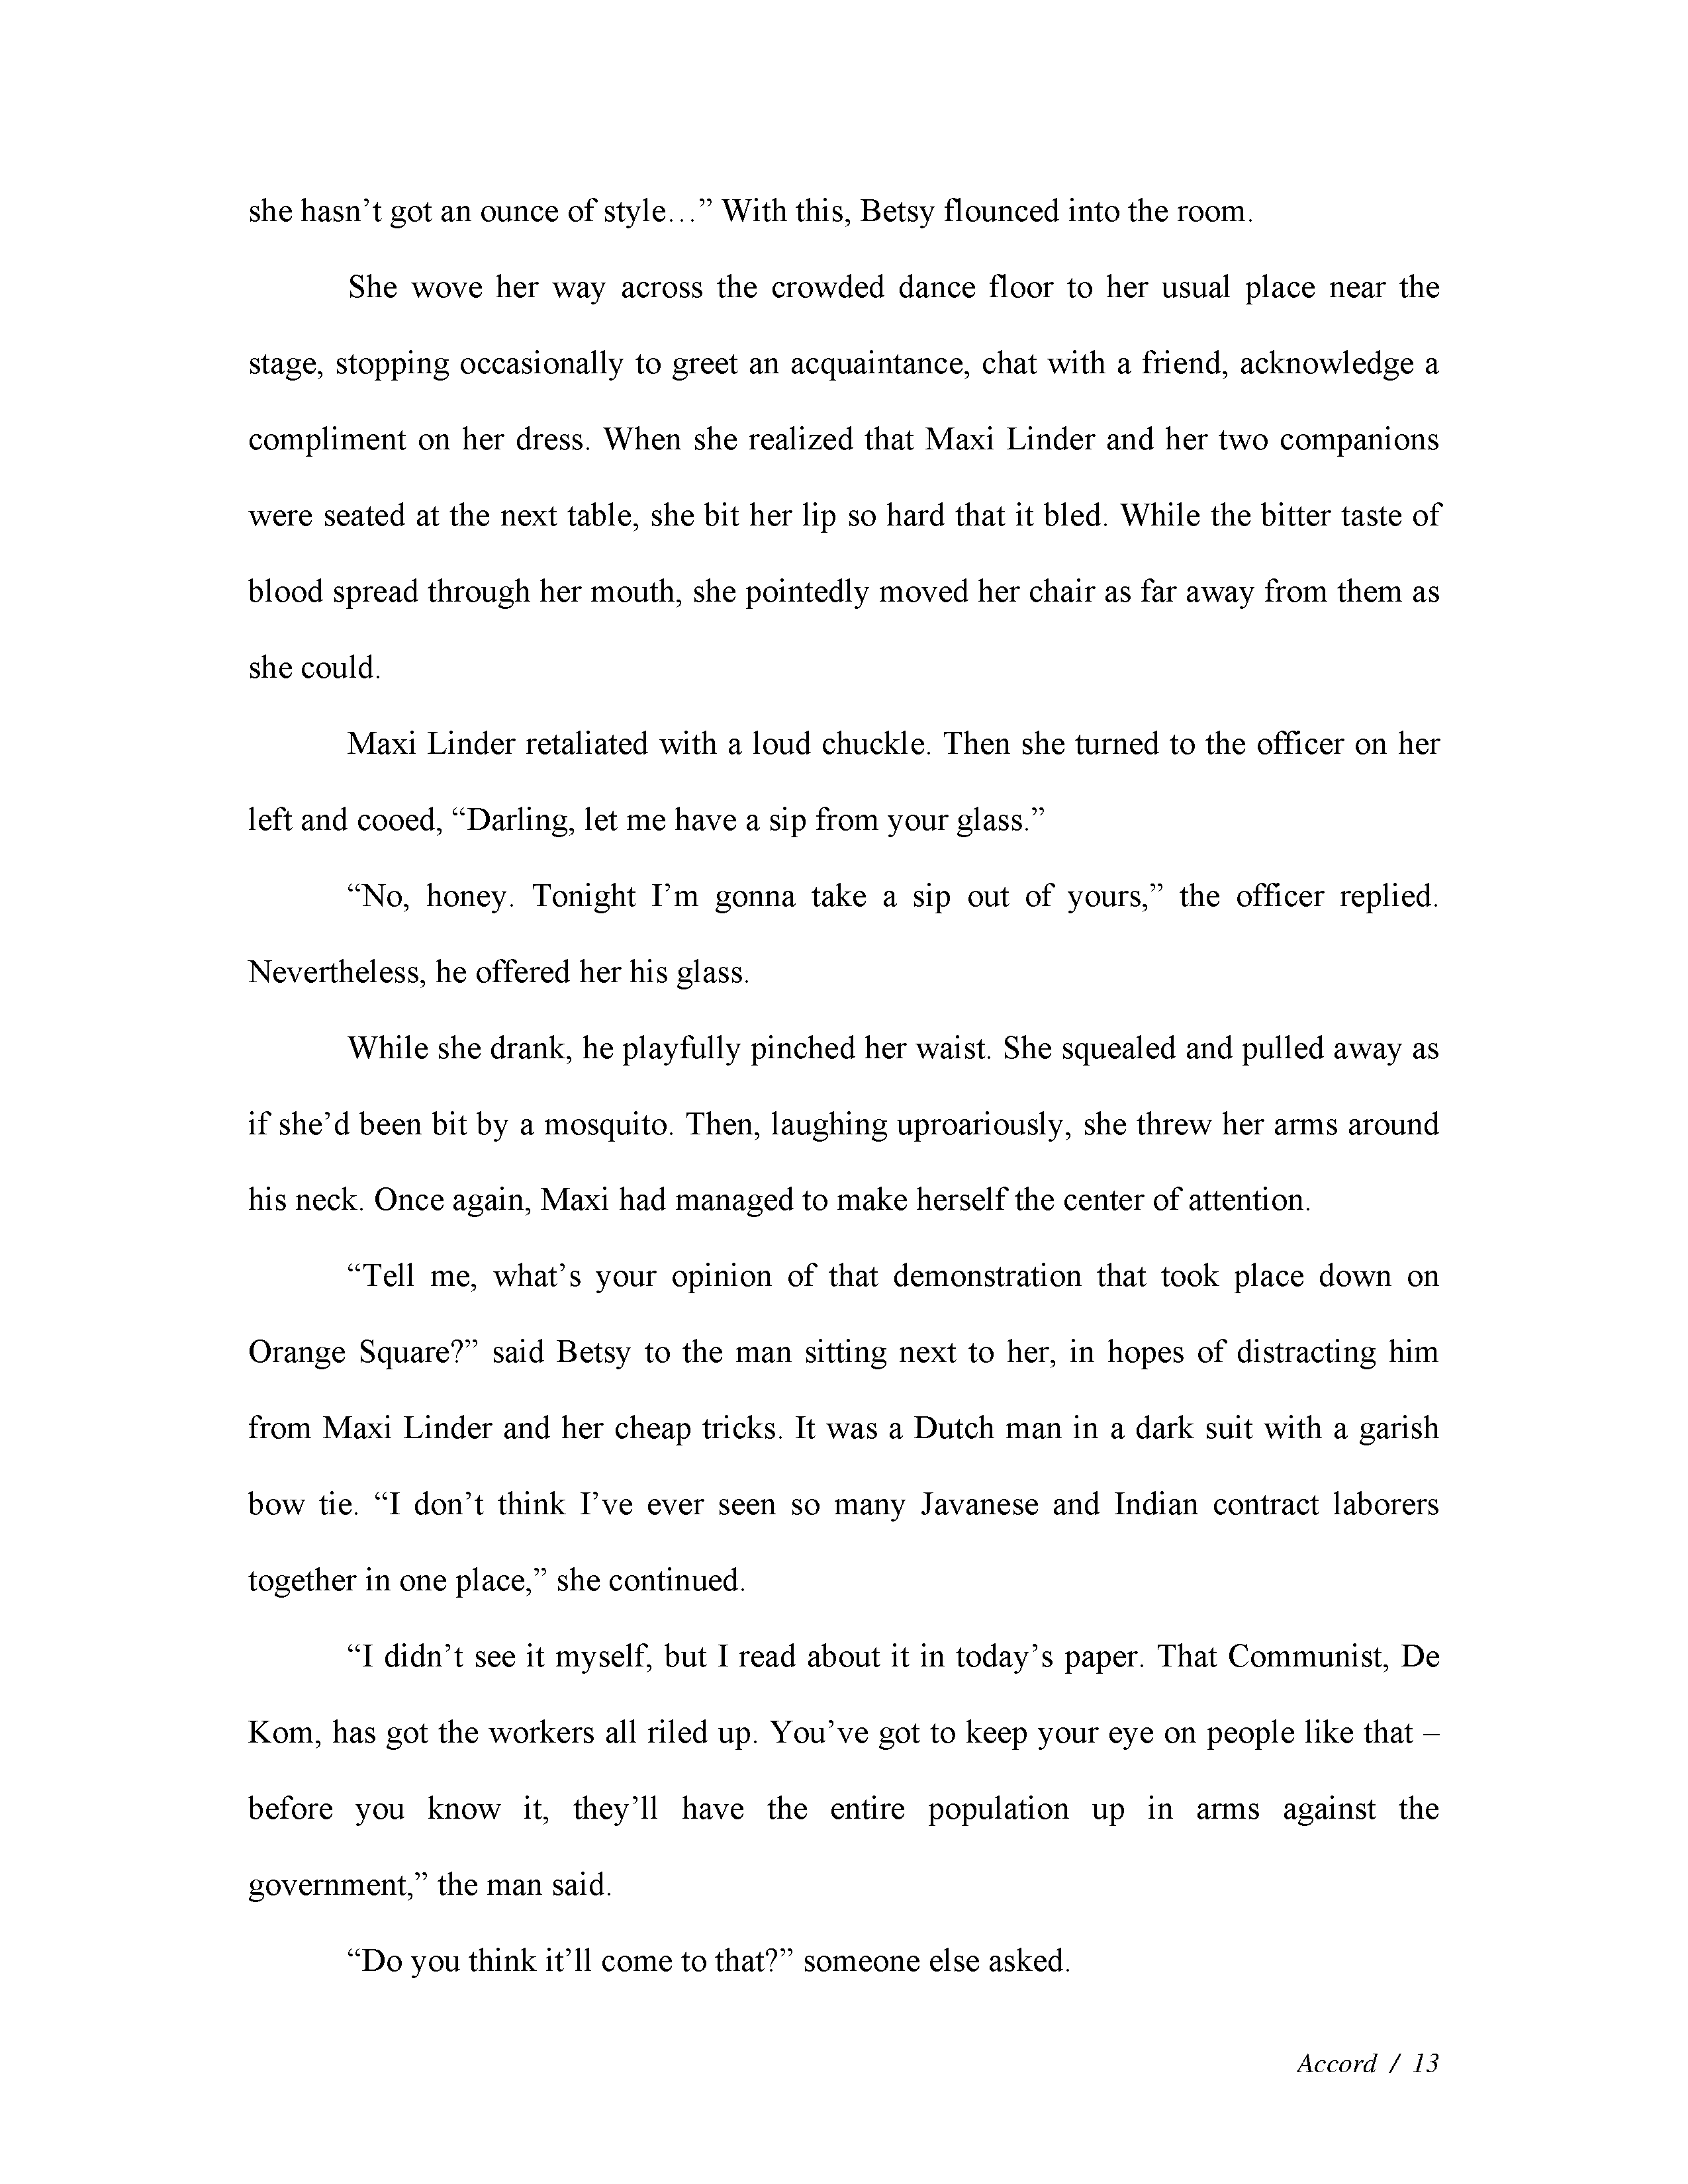 she hasn’t got an ounce of style…” With this, Betsy flounced into the room.
She wove her way across the crowded dance floor to her usual place near the
stage, stopping occasionally to greet an acquaintance, chat with a friend, acknowledge a
compliment on her dress. When she realized that Maxi Linder and her two companions
were seated at the next table, she bit her lip so hard that it bled. While the bitter taste of
blood spread through her mouth, she pointedly moved her chair as far away from them as
she could.
Maxi Linder retaliated with a loud chuckle. Then she turned to the officer on her
left and cooed, “Darling, let me have a sip from your glass.”
“No, honey. Tonight I’m gonna take a sip out of yours,” the officer replied.
Nevertheless, he offered her his glass.
While she drank, he playfully pinched her waist. She squealed and pulled away as
if she’d been bit by a mosquito. Then, laughing uproariously, she threw her arms around
his neck. Once again, Maxi had managed to make herself the center of attention.
“Tell me, what’s your opinion of that demonstration that took place down on
Orange Square?” said Betsy to the man sitting next to her, in hopes of distracting him
from Maxi Linder and her cheap tricks. It was a Dutch man in a dark suit with a garish
bow tie. “I don’t think I’ve ever seen so many Javanese and Indian contract laborers
together in one place,” she continued.
“I didn’t see it myself, but I read about it in today’s paper. That Communist, De
Kom, has got the workers all riled up. You’ve got to keep your eye on people like that –
before you know it, they’ll have the entire population up in arms against the
government,” the man said.
“Do you think it’ll come to that?” someone else asked.
Accord / 13